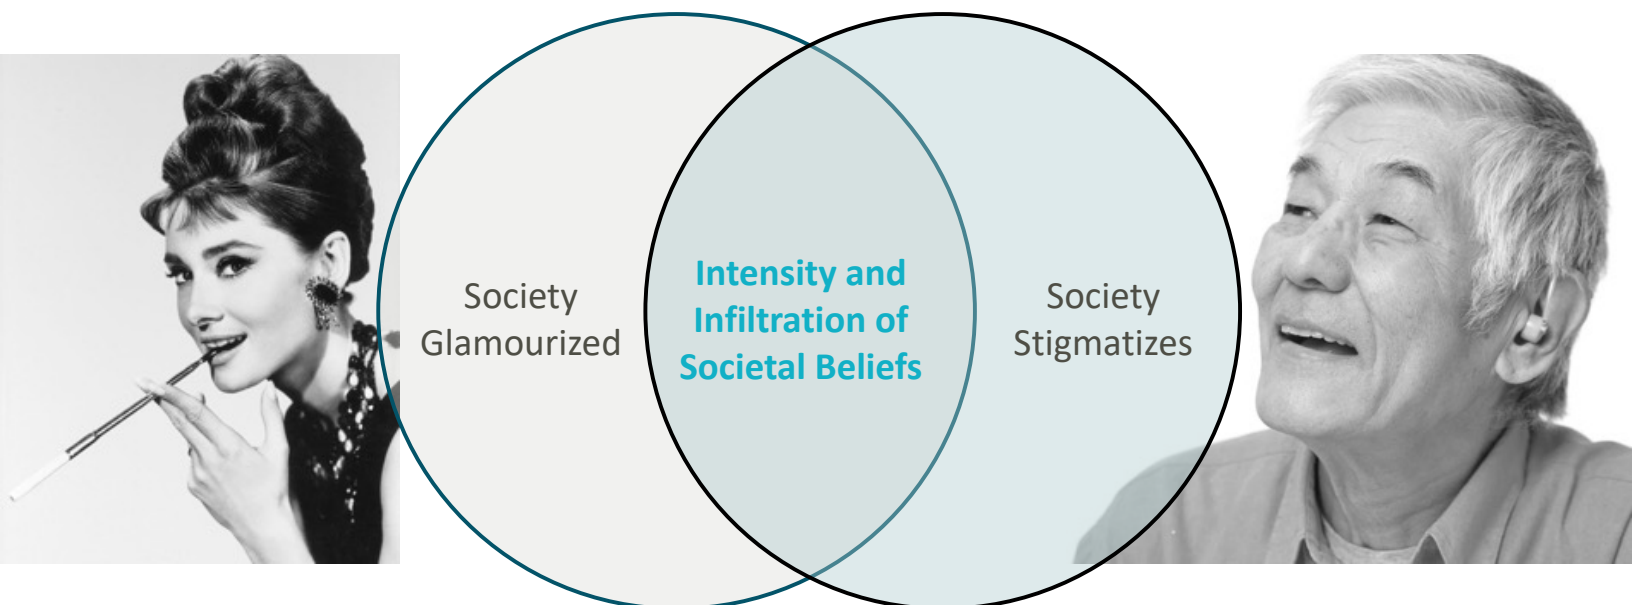 Society
Glamourized
Intensity and
Infiltration of
Societal Beliefs
Society
Stigmatizes